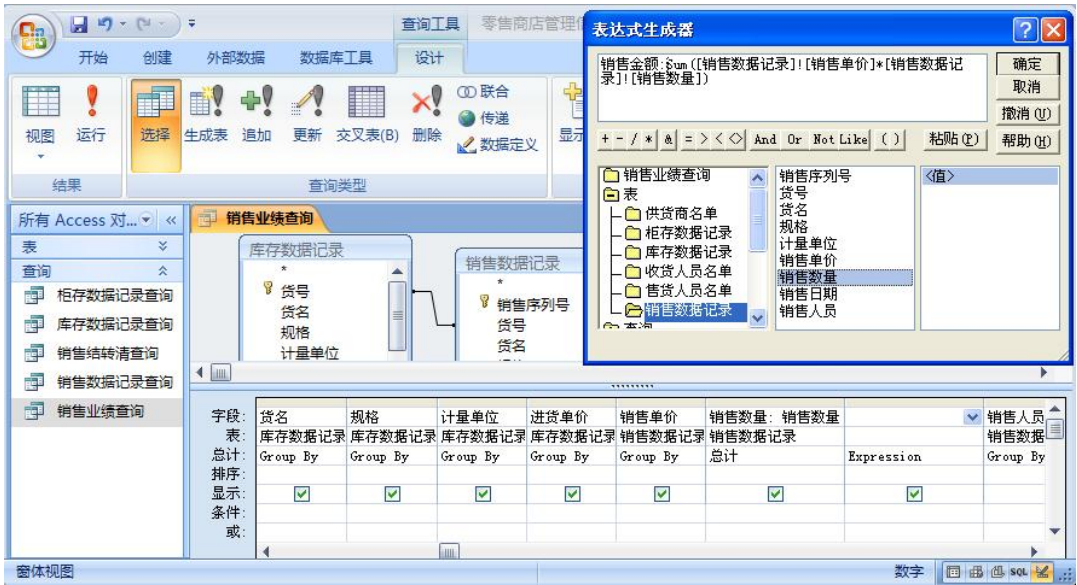 查询工具
零售商店管理信
开始 创建 外部数据 数据库工具 设计
视图 运行 选择 生成表 追加 更新 交叉表(B) 删除
联合
传递
数据定义
显示
结果 查询类型
表达式生成器
销售金额:Sum([销售数据记录]![销售单价]*[销售数据记
录]![销售数量])
确定
取消
撤消(U)
+ - / * & = > < <> And Or Not Like ( ) 粘贴(P) 帮助(H)
销售业绩查询
表
供货商名单
柜存数据记录
库存数据记录
收货人员名单
售货人员名单
销售数据记录
查询
销售序列号
货号
货名
规格
计量单位
销售单价
销售数量
销售日期
销售人员
<值>
所有 Access 对...
表
查询
柜存数据记录查询
库存数据记录查询
销售结转清查询
销售数据记录查询
销售业绩查询
销售业绩查询
库存数据记录
*
货号
货名
规格
计量单位
销售数据记录
*
销售序列号
货号
货名
字段: 货名 规格 计量单位 进货单价 销售单价 销售数量: 销售数量 销售人员
表: 库存数据记录 库存数据记录 库存数据记录 库存数据记录 销售数据记录 销售数据记录 销售数据
总计: Group By Group By Group By Group By Group By 总计 Expression Group By
排序:
显示:
条件:
或:
窗体视图 数字 SQL